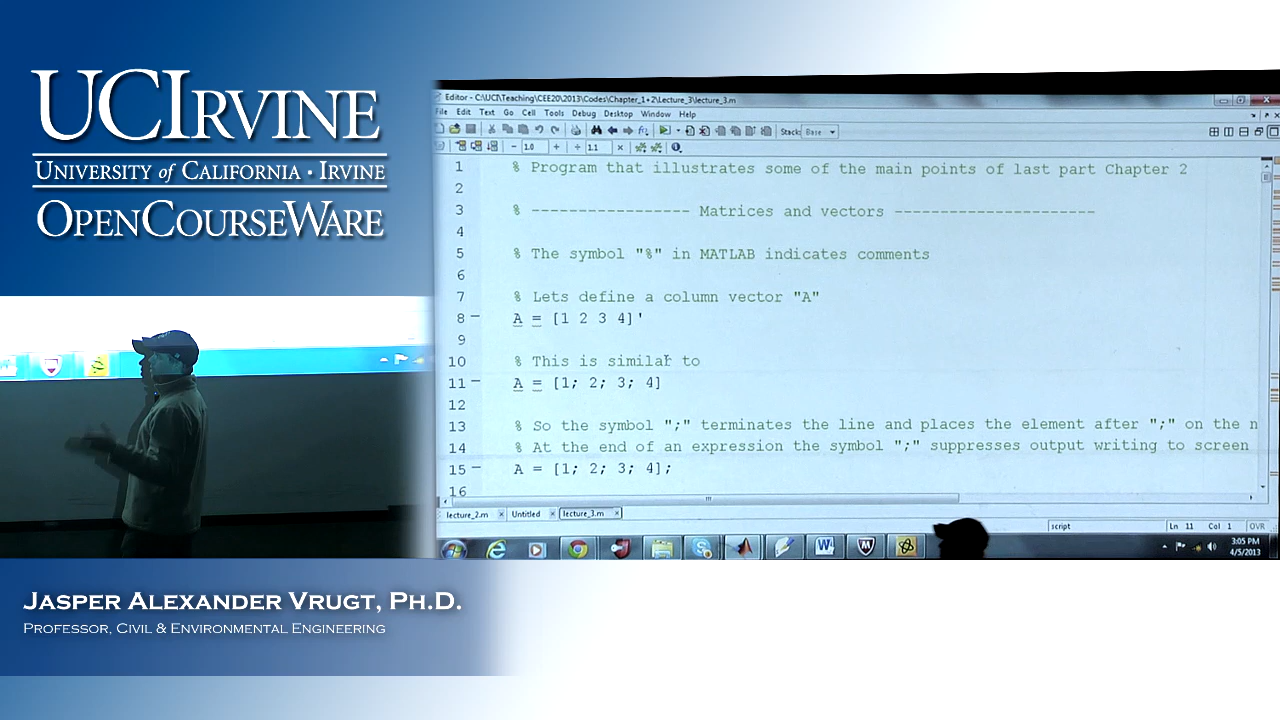 UCIRVINE
UNIVERSITY of CALIFORNIA · IRVINE
OPENCOURSEWARE
Editor - C:\UCI\Teaching\CEE20\2013\Codes\Chapter_1+2\Lecture_3\lecture_3.m
File Edit Text Go Cell Tools Debug Desktop Window Help
Stack: Base
1.0 1.1
1 % Program that illustrates some of the main points of last part Chapter 2
2
3 % ----------------- Matrices and vectors ----------------------
4
5 % The symbol "%" in MATLAB indicates comments
6
7 % Lets define a column vector "A"
8 A = [1 2 3 4]'
9
10 % This is similar to
11 A = [1; 2; 3; 4]
12
13 % So the symbol ";" terminates the line and places the element after ";" on the n
14 % At the end of an expression the symbol ";" suppresses output writing to screen
15 A = [1; 2; 3; 4];
16
lecture_2.m × Untitled × lecture_3.m ×
script Ln 11 Col 1 OVR
3:05 PM
4/5/2013
JASPER ALEXANDER VRUGT, PH.D.
PROFESSOR, CIVIL & ENVIRONMENTAL ENGINEERING